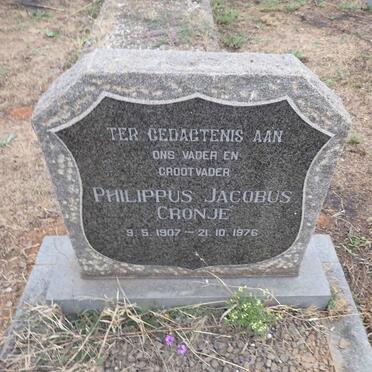 TER GEDAGTENIS AAN
ONS VADER EN
GROOTVADER
PHILIPPUS JACOBUS
CRONJE
9.5.1907 – 21.10.1976